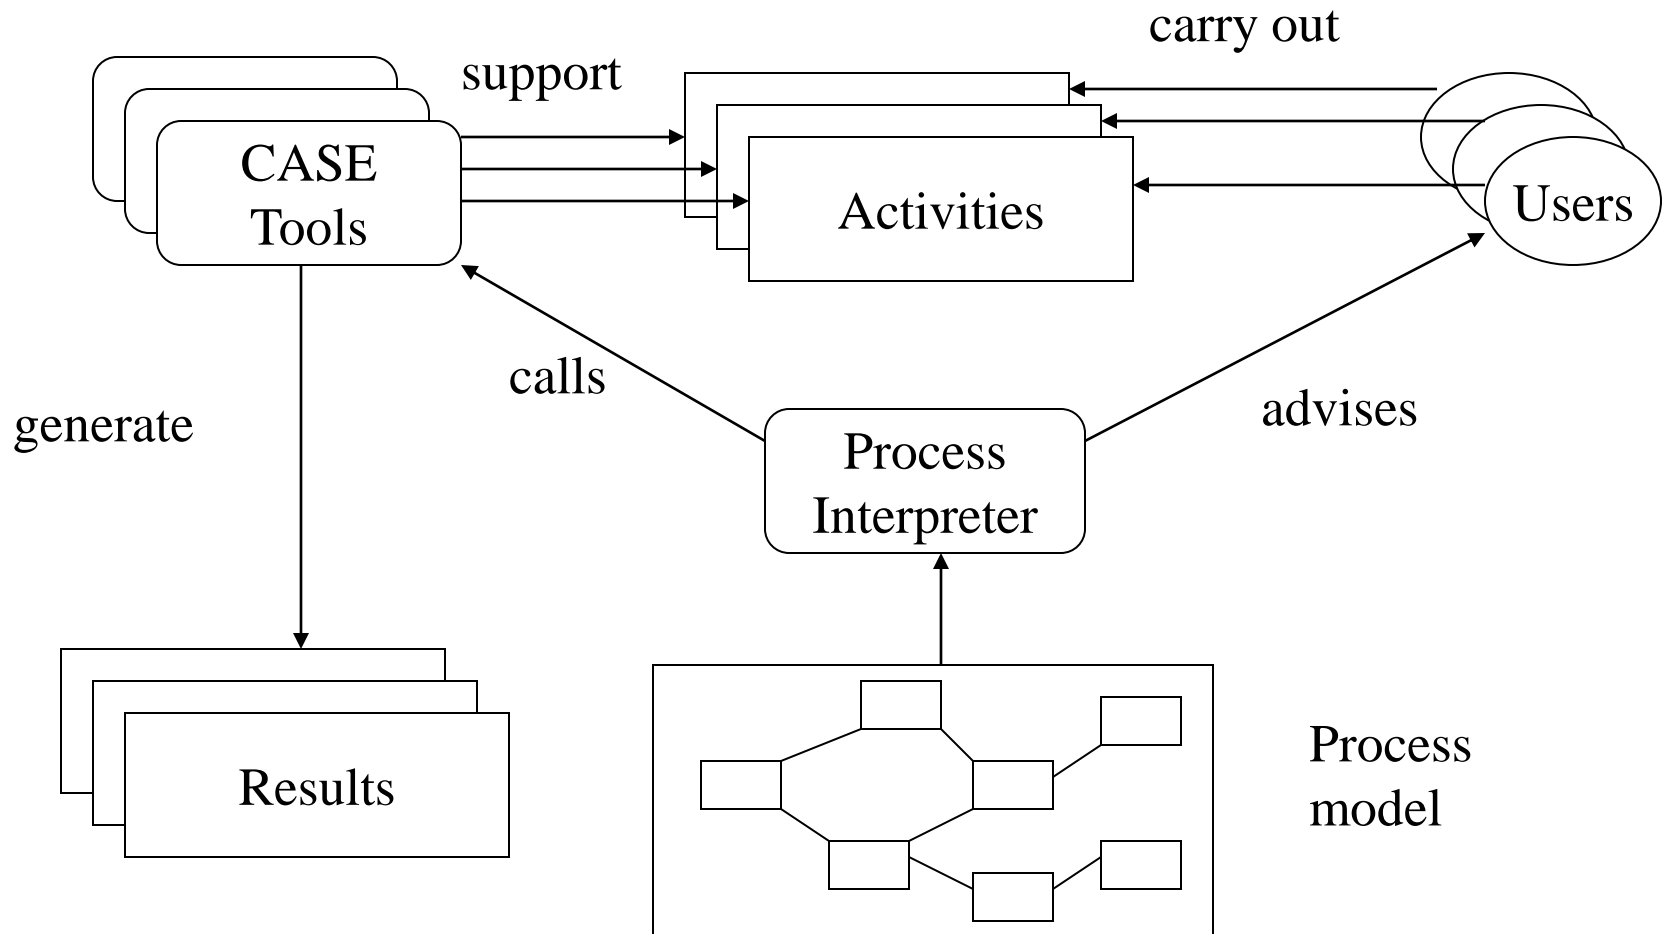 carry out
support
CASE
Tools
Activities
Users
calls
advises
generate
Process
Interpreter
Results
Process
model